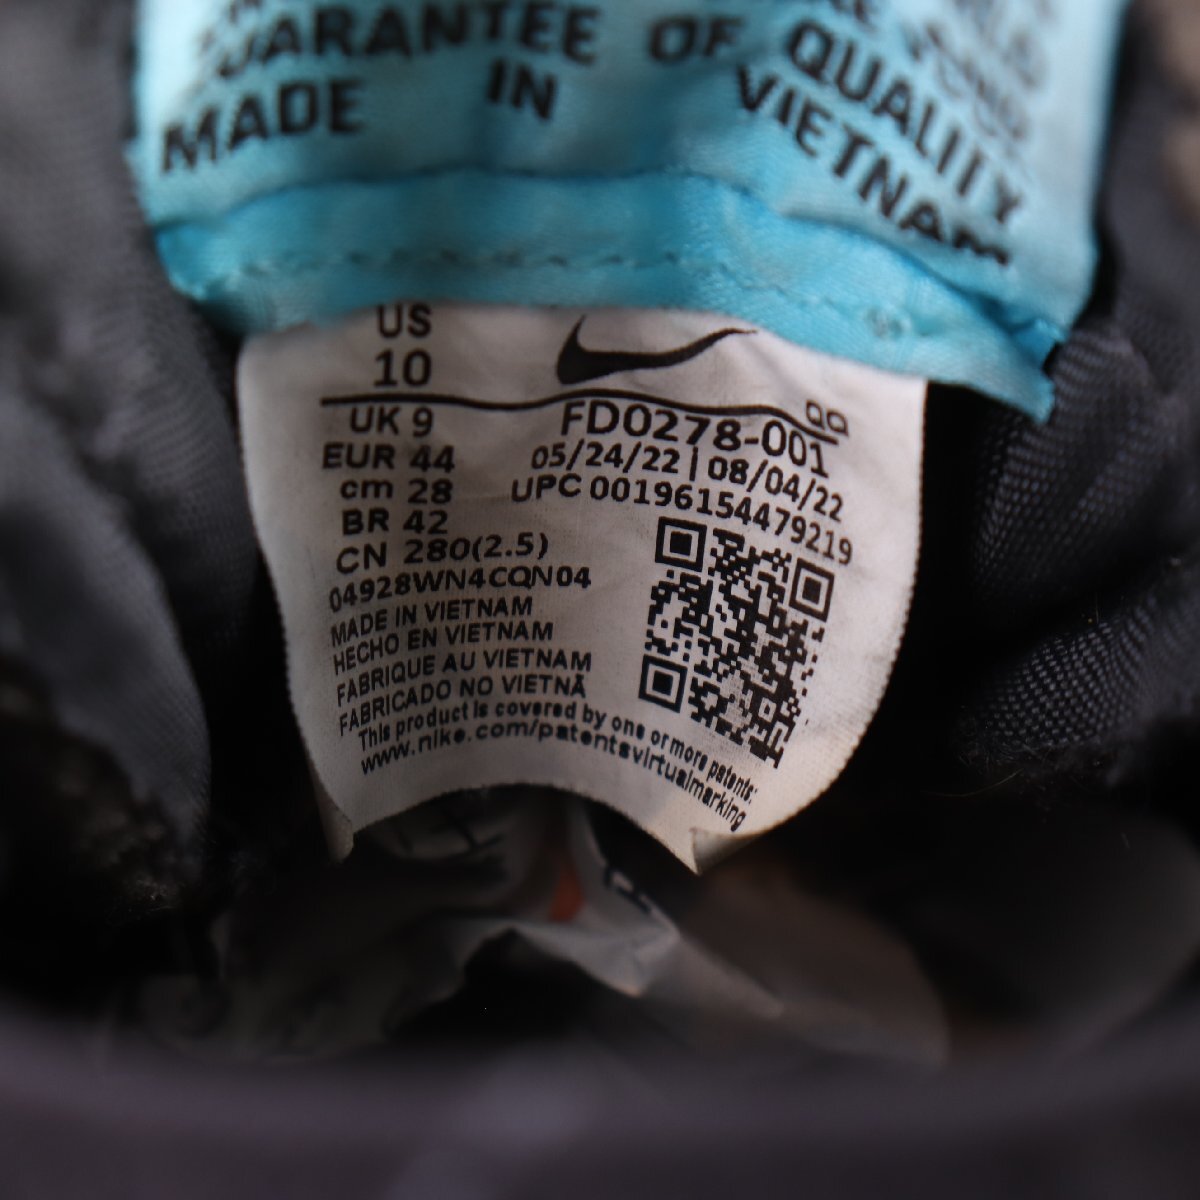 GUARANTEE OF QUALITY
MADE IN VIETNAM
US
10
UK 9
EUR 44
cm 28
BR 42
CN 280(2.5)
04928WN4CQN04
MADE IN VIETNAM
HECHO EN VIETNAM
FABRIQUE AU VIETNAM
FABRICADO NO VIETNÃ
This product is covered by one or more patents:
www.nike.com/patentsvirtualmarking
QQ
FD0278-001
05/24/22 | 08/04/22
UPC 00196154479219